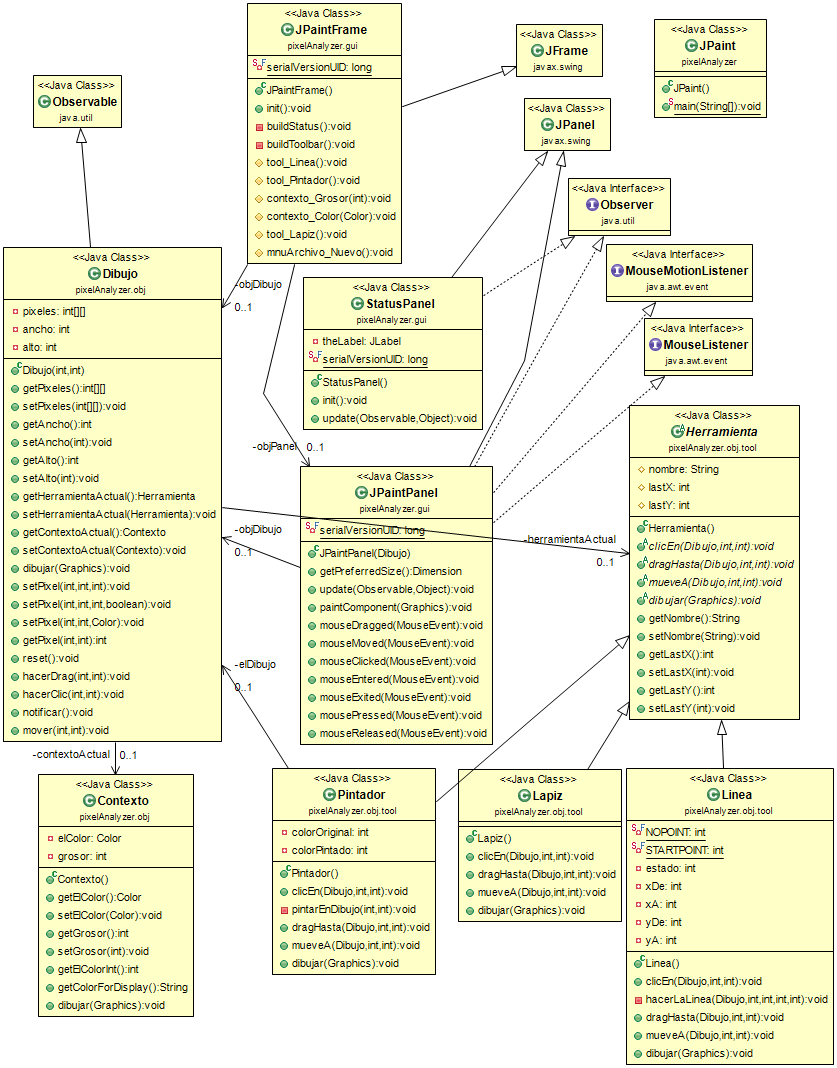 <<Java Class>>
JPaintFrame
pixelAnalyzer.gui
serialVersionUID: long
JPaintFrame()
init():void
buildStatus():void
buildToolbar():void
tool_Linea():void
tool_Pintador():void
contexto_Grosor(int):void
contexto_Color(Color):void
tool_Lapiz():void
mnuArchivo_Nuevo():void
<<Java Class>>
JFrame
javax.swing
<<Java Class>>
JPaint
pixelAnalyzer
JPaint()
main(String[]):void
<<Java Class>>
Observable
java.util
<<Java Class>>
JPanel
javax.swing
<<Java Interface>>
Observer
java.util
<<Java Interface>>
MouseMotionListener
java.awt.event
<<Java Interface>>
MouseListener
java.awt.event
<<Java Class>>
Dibujo
pixelAnalyzer.obj
pixeles: int[][]
ancho: int
alto: int
Dibujo(int,int)
getPixeles():int[][]
setPixeles(int[][]):void
getAncho():int
setAncho(int):void
getAlto():int
setAlto(int):void
getHerramientaActual():Herramienta
setHerramientaActual(Herramienta):void
getContextoActual():Contexto
setContextoActual(Contexto):void
dibujar(Graphics):void
setPixel(int,int,int):void
setPixel(int,int,int,boolean):void
setPixel(int,int,Color):void
getPixel(int,int):int
reset():void
hacerDrag(int,int):void
hacerClic(int,int):void
notificar():void
mover(int,int):void
-objDibujo
0..1
<<Java Class>>
StatusPanel
pixelAnalyzer.gui
theLabel: JLabel
serialVersionUID: long
StatusPanel()
init():void
update(Observable,Object):void
-objPanel 0..1
<<Java Class>>
JPaintPanel
pixelAnalyzer.gui
serialVersionUID: long
JPaintPanel(Dibujo)
getPreferredSize():Dimension
update(Observable,Object):void
paintComponent(Graphics):void
mouseDragged(MouseEvent):void
mouseMoved(MouseEvent):void
mouseClicked(MouseEvent):void
mouseEntered(MouseEvent):void
mouseExited(MouseEvent):void
mousePressed(MouseEvent):void
mouseReleased(MouseEvent):void
-objDibujo
0..1
-herramientaActual
0..1
-elDibujo
0..1
<<Java Class>>
Herramienta
pixelAnalyzer.obj.tool
nombre: String
lastX: int
lastY: int
Herramienta()
clicEn(Dibujo,int,int):void
dragHasta(Dibujo,int,int):void
mueveA(Dibujo,int,int):void
dibujar(Graphics):void
getNombre():String
setNombre(String):void
getLastX():int
setLastX(int):void
getLastY():int
setLastY(int):void
-contextoActual 0..1
<<Java Class>>
Contexto
pixelAnalyzer.obj
elColor: Color
grosor: int
Contexto()
getElColor():Color
setElColor(Color):void
getGrosor():int
setGrosor(int):void
getElColorInt():int
getColorForDisplay():String
dibujar(Graphics):void
<<Java Class>>
Pintador
pixelAnalyzer.obj.tool
colorOriginal: int
colorPintado: int
Pintador()
clicEn(Dibujo,int,int):void
pintarEnDibujo(int,int):void
dragHasta(Dibujo,int,int):void
mueveA(Dibujo,int,int):void
dibujar(Graphics):void
<<Java Class>>
Lapiz
pixelAnalyzer.obj.tool
Lapiz()
clicEn(Dibujo,int,int):void
dragHasta(Dibujo,int,int):void
mueveA(Dibujo,int,int):void
dibujar(Graphics):void
<<Java Class>>
Linea
pixelAnalyzer.obj.tool
NOPOINT: int
STARTPOINT: int
estado: int
xDe: int
xA: int
yDe: int
yA: int
Linea()
clicEn(Dibujo,int,int):void
hacerLaLinea(Dibujo,int,int,int,int):void
dragHasta(Dibujo,int,int):void
mueveA(Dibujo,int,int):void
dibujar(Graphics):void